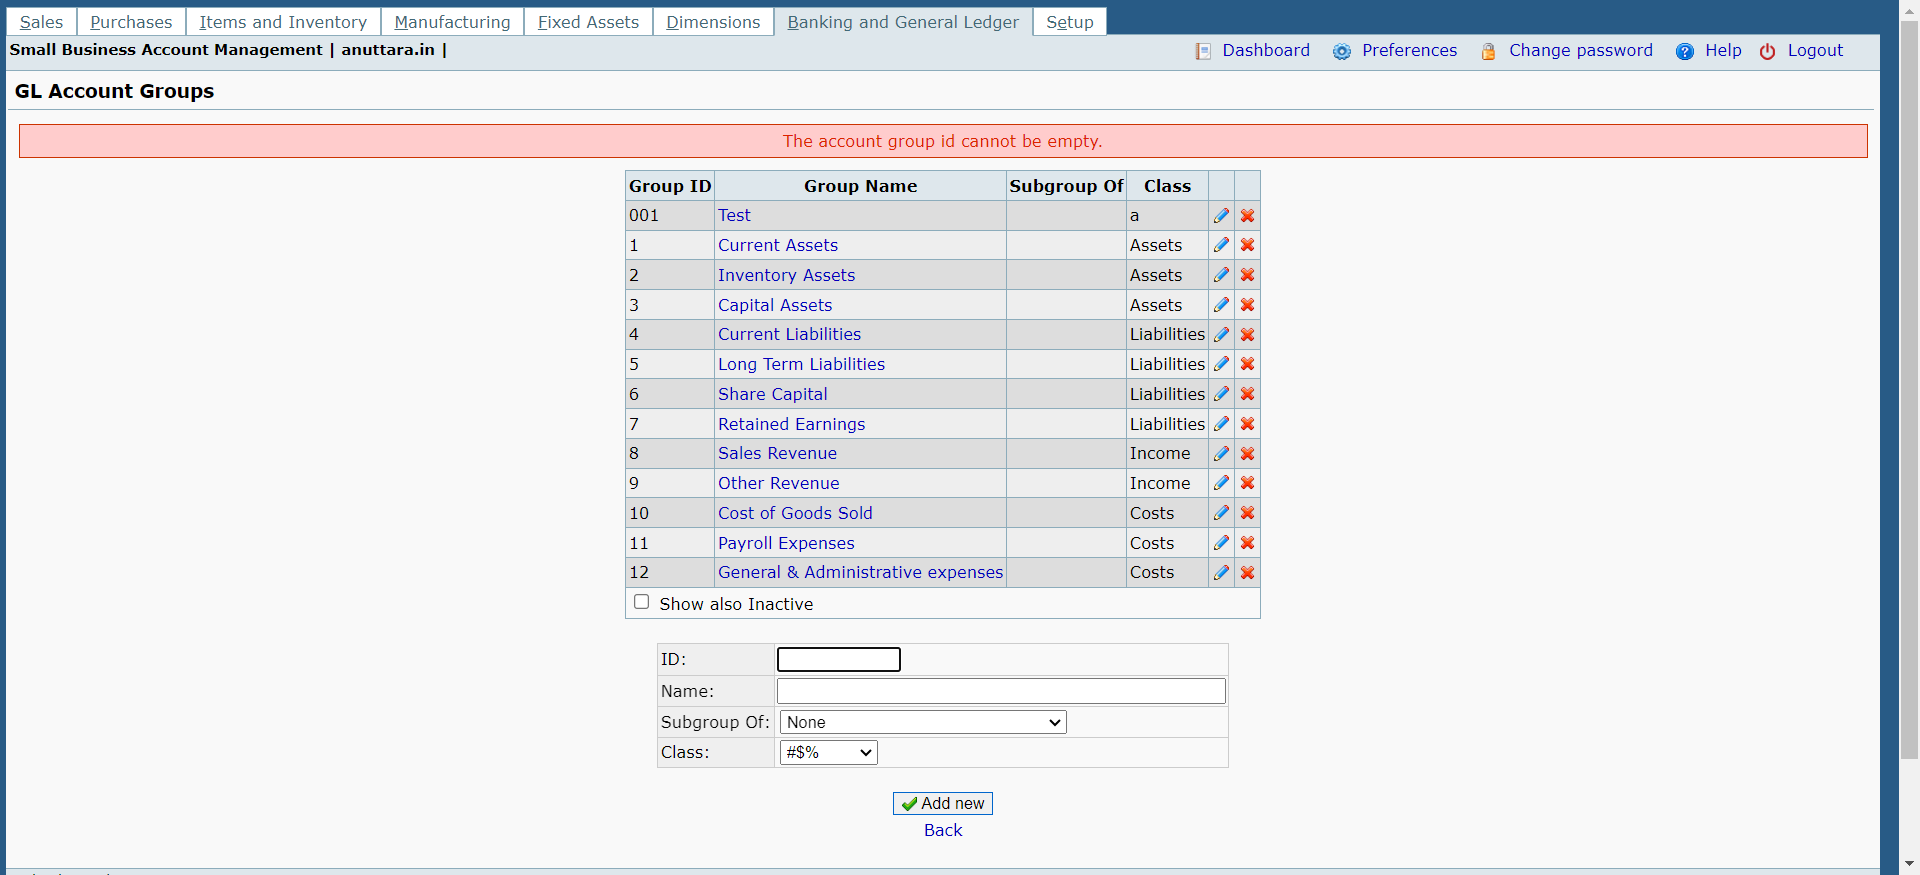 Sales Purchases Items and Inventory Manufacturing Fixed Assets Dimensions Banking and General Ledger Setup
Small Business Account Management | anuttara.in | Dashboard Preferences Change password Help Logout
GL Account Groups
The account group id cannot be empty.
Group ID Group Name Subgroup Of Class
001 Test a
1 Current Assets Assets
2 Inventory Assets Assets
3 Capital Assets Assets
4 Current Liabilities Liabilities
5 Long Term Liabilities Liabilities
6 Share Capital Liabilities
7 Retained Earnings Liabilities
8 Sales Revenue Income
9 Other Revenue Income
10 Cost of Goods Sold Costs
11 Payroll Expenses Costs
12 General & Administrative expenses Costs
Show also Inactive
ID:
Name:
Subgroup Of: None
Class: #$%
Add new
Back